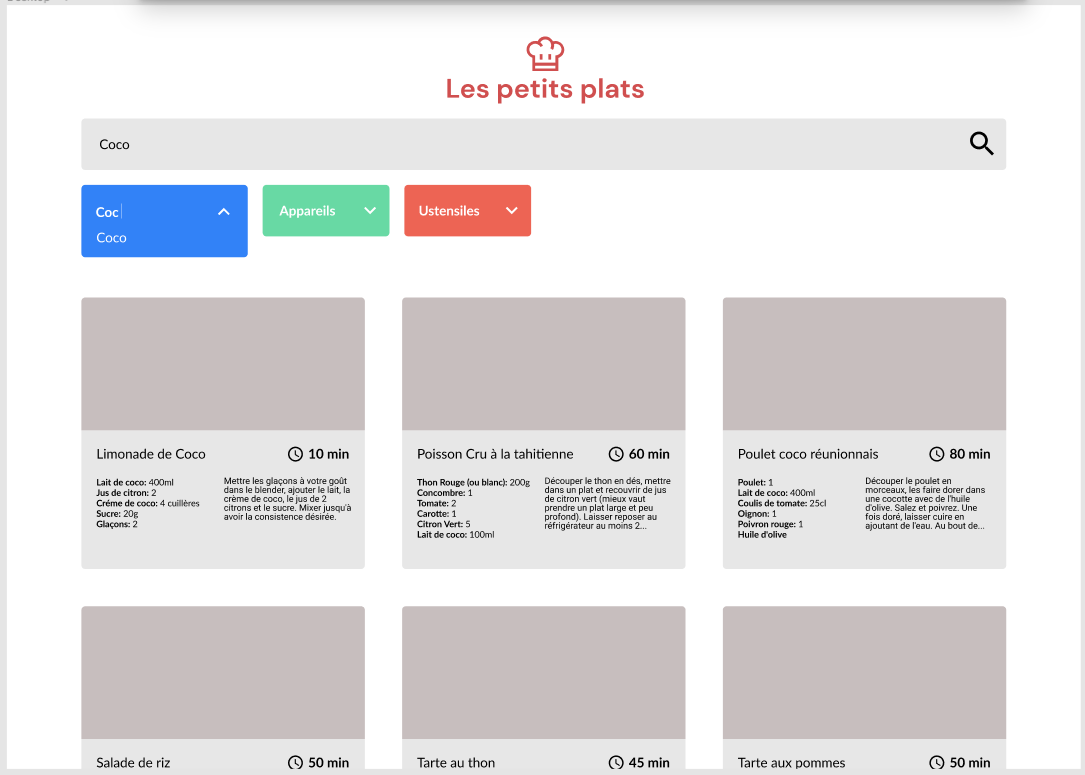 Les petits plats
Coco
Coc
Coco
Appareils
Ustensiles
Limonade de Coco
10 min
Lait de coco: 400ml
Jus de citron: 2
Créme de coco: 4 cuillères
Sucre: 20g
Glaçons: 2
Mettre les glaçons à votre goût
dans le blender, ajouter le lait, la
crème de coco, le jus de 2
citrons et le sucre. Mixer jusqu'à
avoir la consistence désirée.
Poisson Cru à la tahitienne
60 min
Thon Rouge (ou blanc): 200g
Concombre: 1
Tomate: 2
Carotte: 1
Citron Vert: 5
Lait de coco: 100ml
Découper le thon en dés, mettre
dans un plat et recouvrir de jus
de citron vert (mieux vaut
prendre un plat large et peu
profond). Laisser reposer au
réfrigérateur au moins 2...
Poulet coco réunionnais
80 min
Poulet: 1
Lait de coco: 400ml
Coulis de tomate: 25cl
Oignon: 1
Poivron rouge: 1
Huile d'olive
Découper le poulet en
morceaux, les faire dorer dans
une cocotte avec de l'huile
d'olive. Salez et poivrez. Une
fois doré, laisser cuire en
ajoutant de l'eau. Au bout de...
Salade de riz
50 min
Tarte au thon
45 min
Tarte aux pommes
50 min